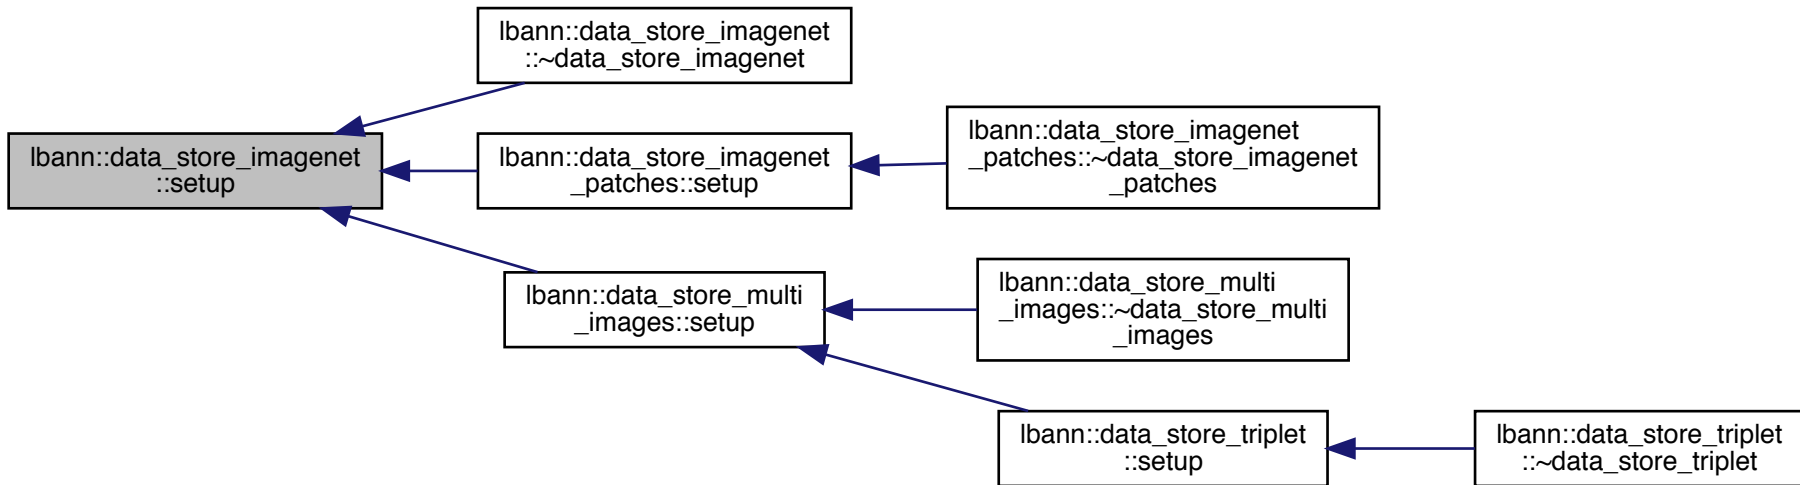 lbann::data_store_imagenet
::~data_store_imagenet
lbann::data_store_imagenet
::setup
lbann::data_store_imagenet
_patches::setup
lbann::data_store_imagenet
_patches::~data_store_imagenet
_patches
lbann::data_store_multi
_images::setup
lbann::data_store_multi
_images::~data_store_multi
_images
lbann::data_store_triplet
::setup
lbann::data_store_triplet
::~data_store_triplet